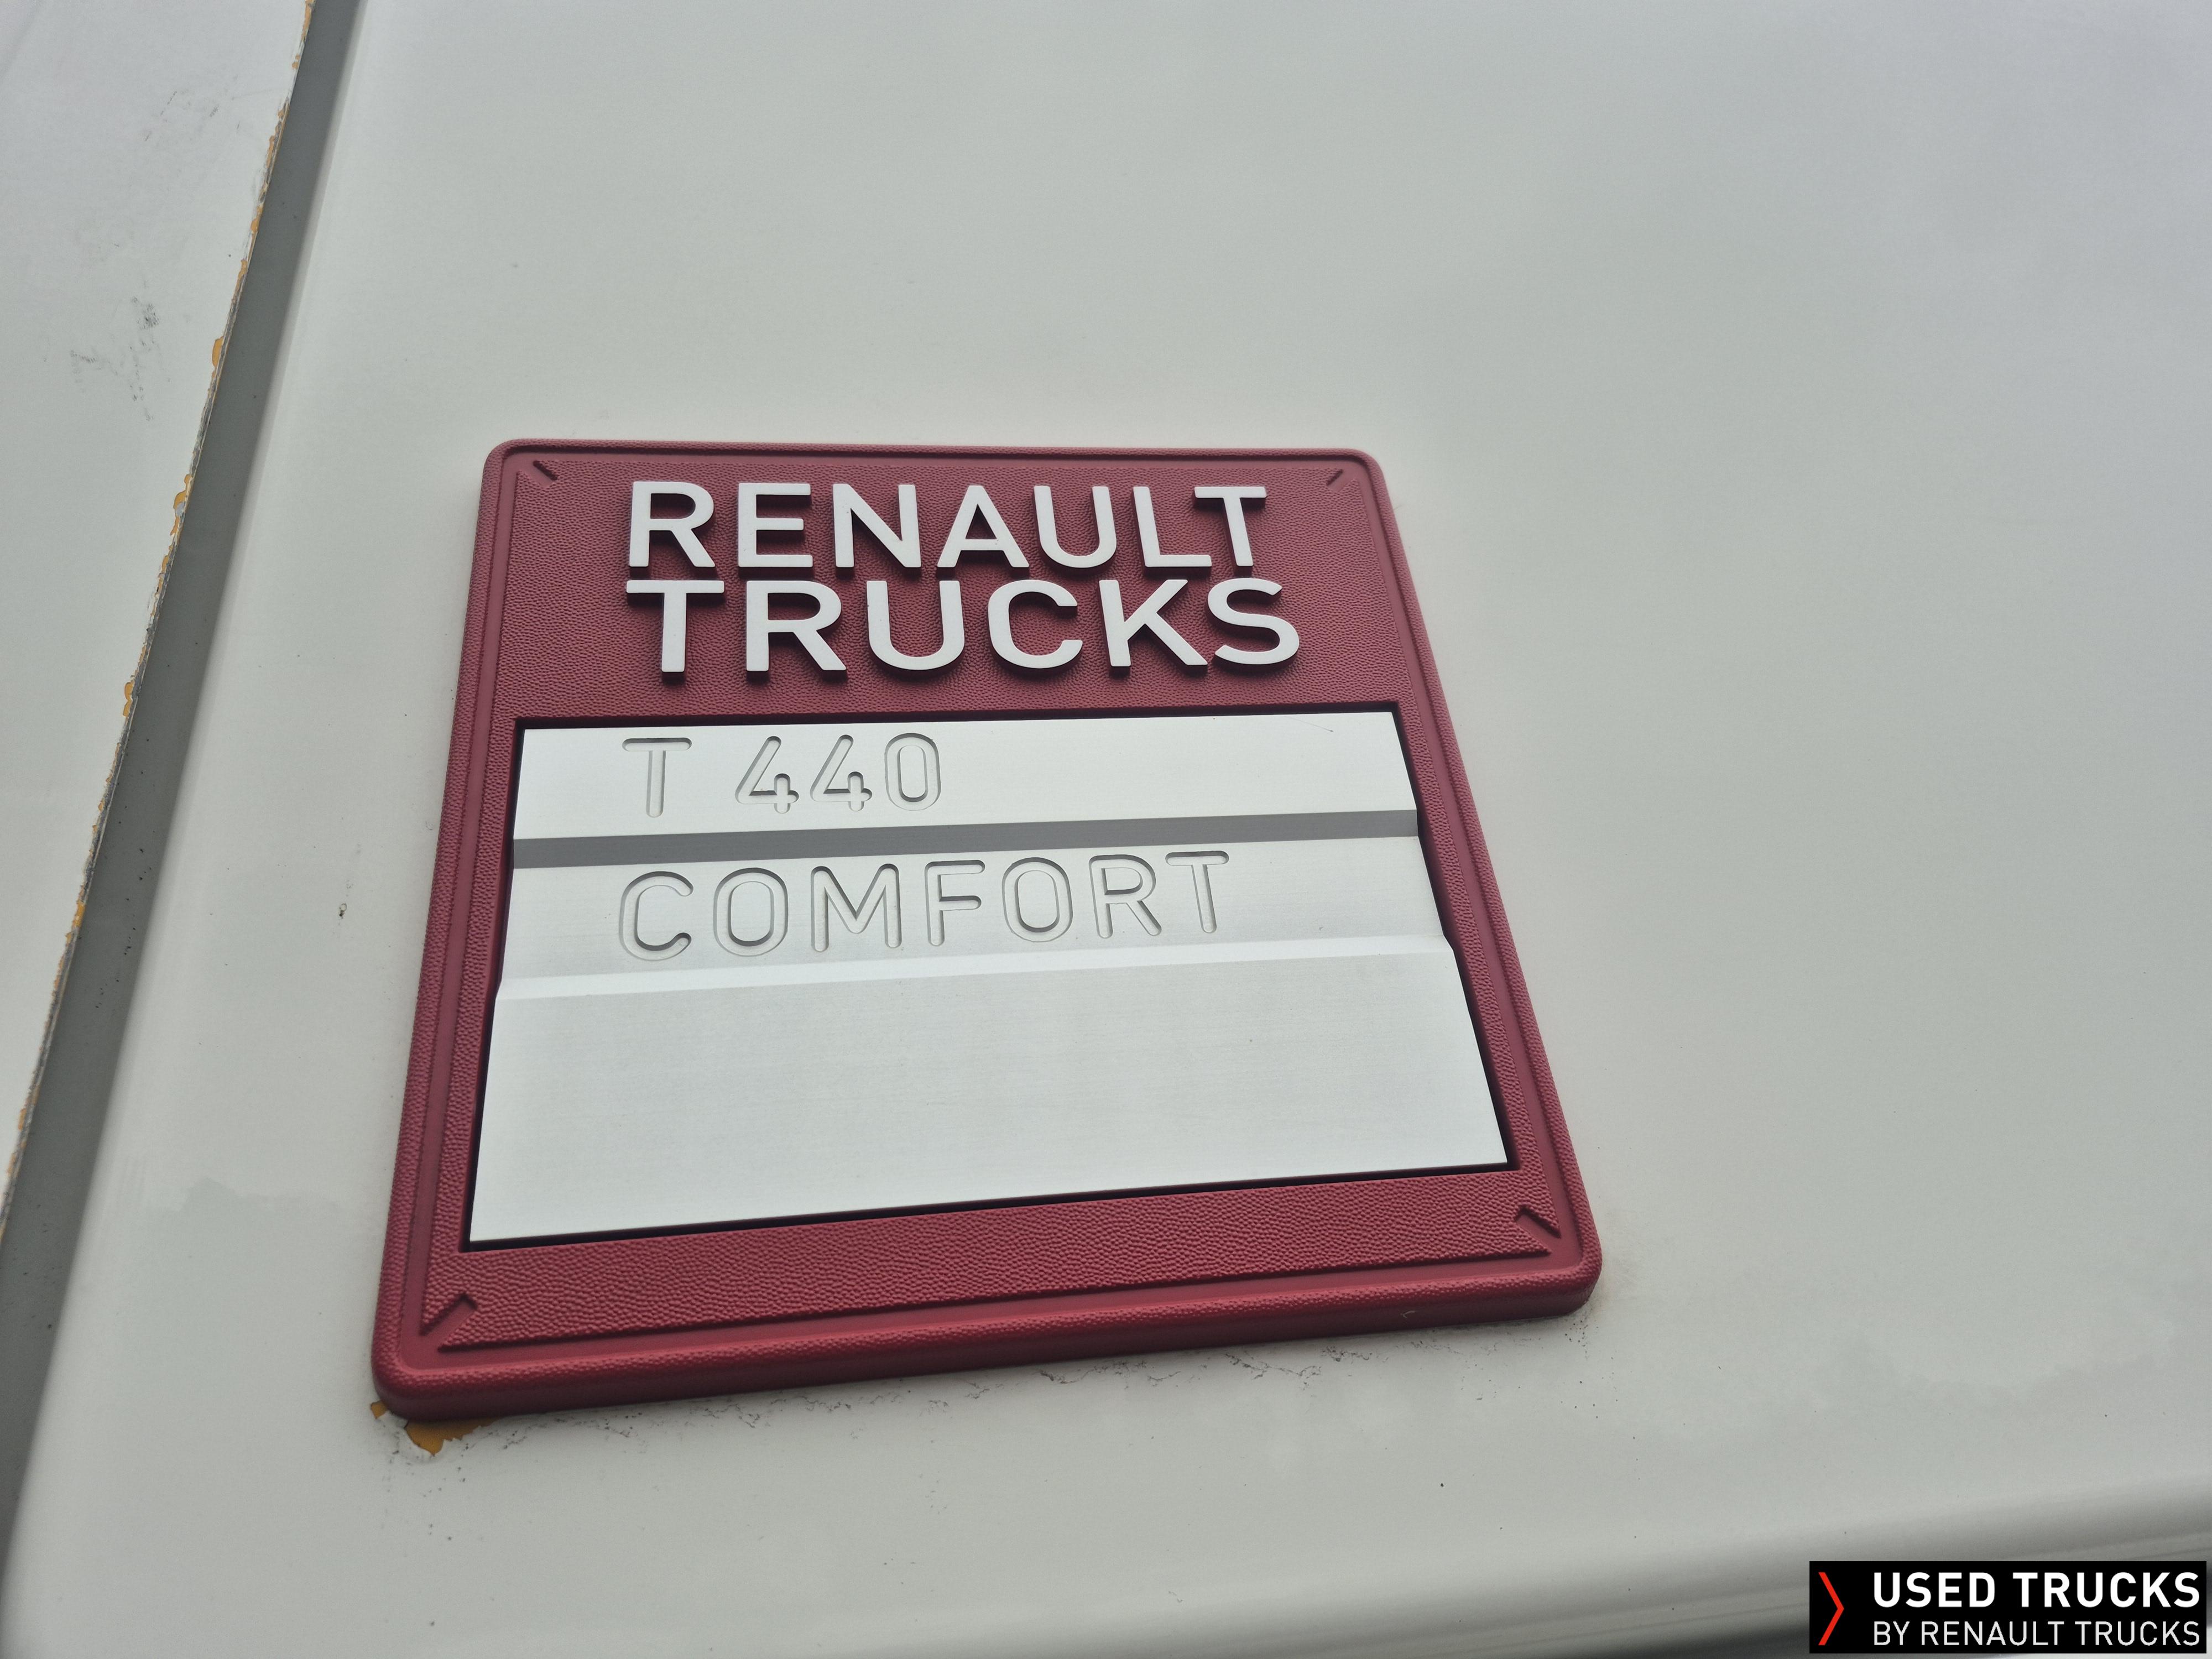 RENAULT
TRUCKS
T 440
COMFORT
USED TRUCKS
BY RENAULT TRUCKS